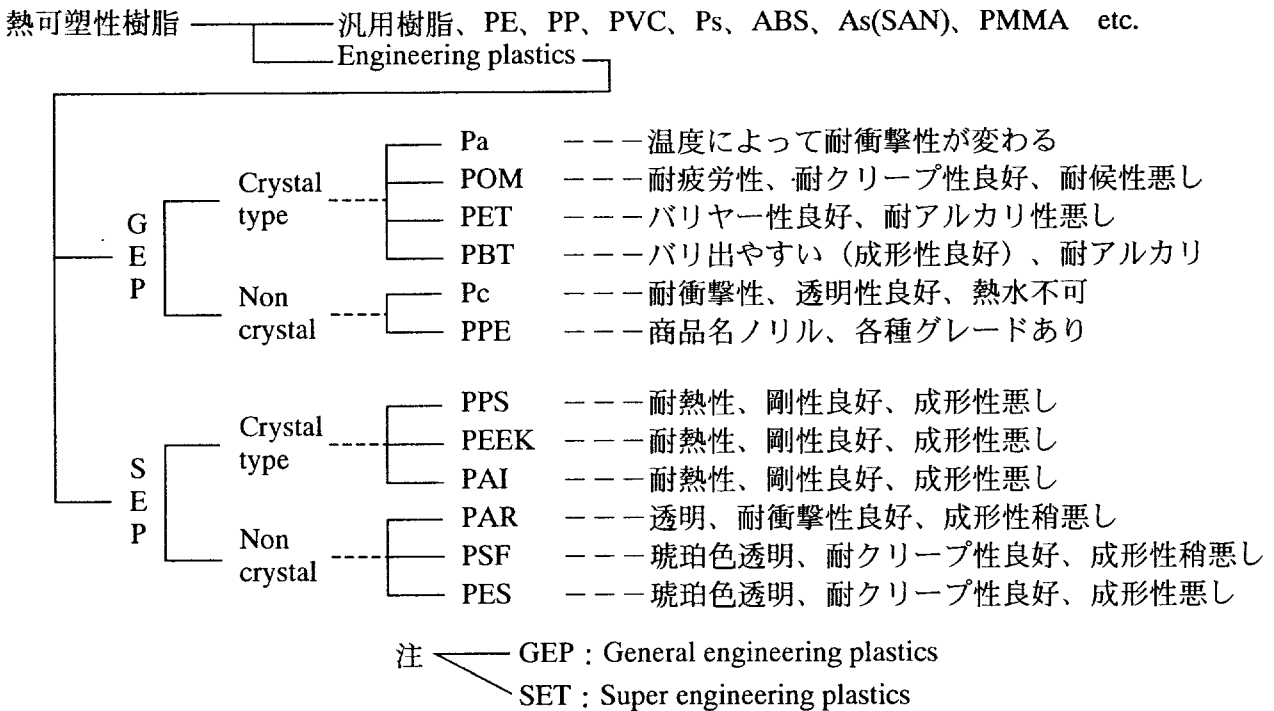 熱可塑性樹脂 汎用樹脂、PE、PP、PVC、Ps、ABS、As(SAN)、PMMA etc.
Engineering plastics
GEP
Crystal type
Pa －－－温度によって耐衝撃性が変わる
POM －－－耐疲労性、耐クリープ性良好、耐候性悪し
PET －－－バリヤー性良好、耐アルカリ性悪し
PBT －－－バリ出やすい（成形性良好）、耐アルカリ
Non crystal
Pc －－－耐衝撃性、透明性良好、熱水不可
PPE －－－商品名ノリル、各種グレードあり
SEP
Crystal type
PPS －－－耐熱性、剛性良好、成形性悪し
PEEK －－－耐熱性、剛性良好、成形性悪し
PAI －－－耐熱性、剛性良好、成形性悪し
Non crystal
PAR －－－透明、耐衝撃性良好、成形性稍悪し
PSF －－－琥珀色透明、耐クリープ性良好、成形性稍悪し
PES －－－琥珀色透明、耐クリープ性良好、成形性悪し
注 GEP：General engineering plastics
SET：Super engineering plastics